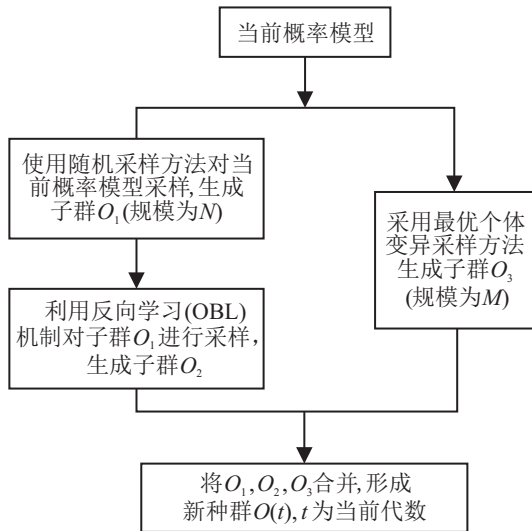 当前概率模型
使用随机采样方法对当
前概率模型采样,生成
子群O₁(规模为N)
利用反向学习(OBL)
机制对子群O₁进行采样,
生成子群O₂
采用最优个体
变异采样方法
生成子群O₃
(规模为M)
将O₁,O₂,O₃合并,形成
新种群O(t),t为当前代数